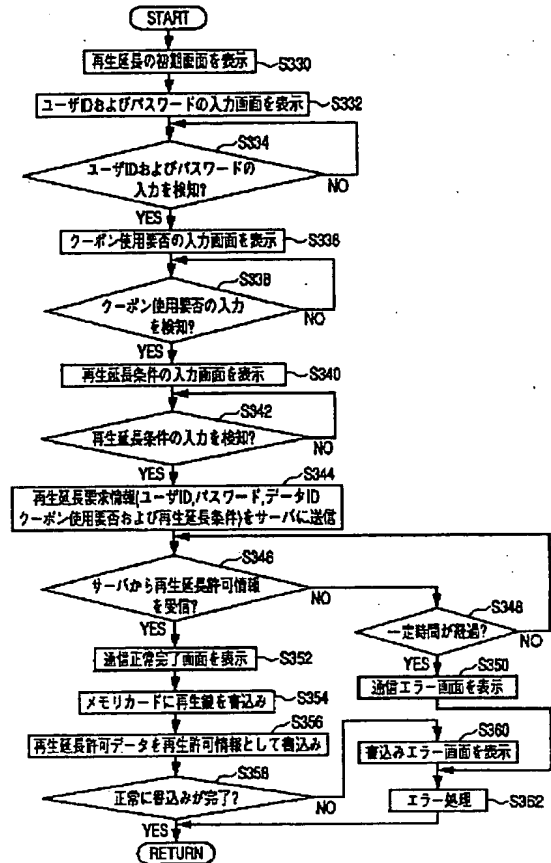 START
再生延長の初期画面を表示
S330
ユーザIDおよびパスワードの入力画面を表示
S332
S334
ユーザIDおよびパスワードの
入力を検知?
NO
YES
クーポン使用要否の入力画面を表示
S336
S338
クーポン使用要否の入力
を検知?
NO
YES
再生延長条件の入力画面を表示
S340
S342
再生延長条件の入力を検知?
NO
YES
S344
再生延長要求情報(ユーザID,パスワード,データID
クーポン使用要否および再生延長条件)をサーバに送信
S346
サーバから再生延長許可情報
を受信?
NO
YES
S348
一定時間が経過?
NO
YES
通信正常完了画面を表示
S352
通信エラー画面を表示
S350
メモリカードに再生鍵を書込み
S354
S356
再生延長許可データを再生許可情報として書込み
S360
書込みエラー画面を表示
S358
正常に書込みが完了?
NO
YES
エラー処理
S362
RETURN